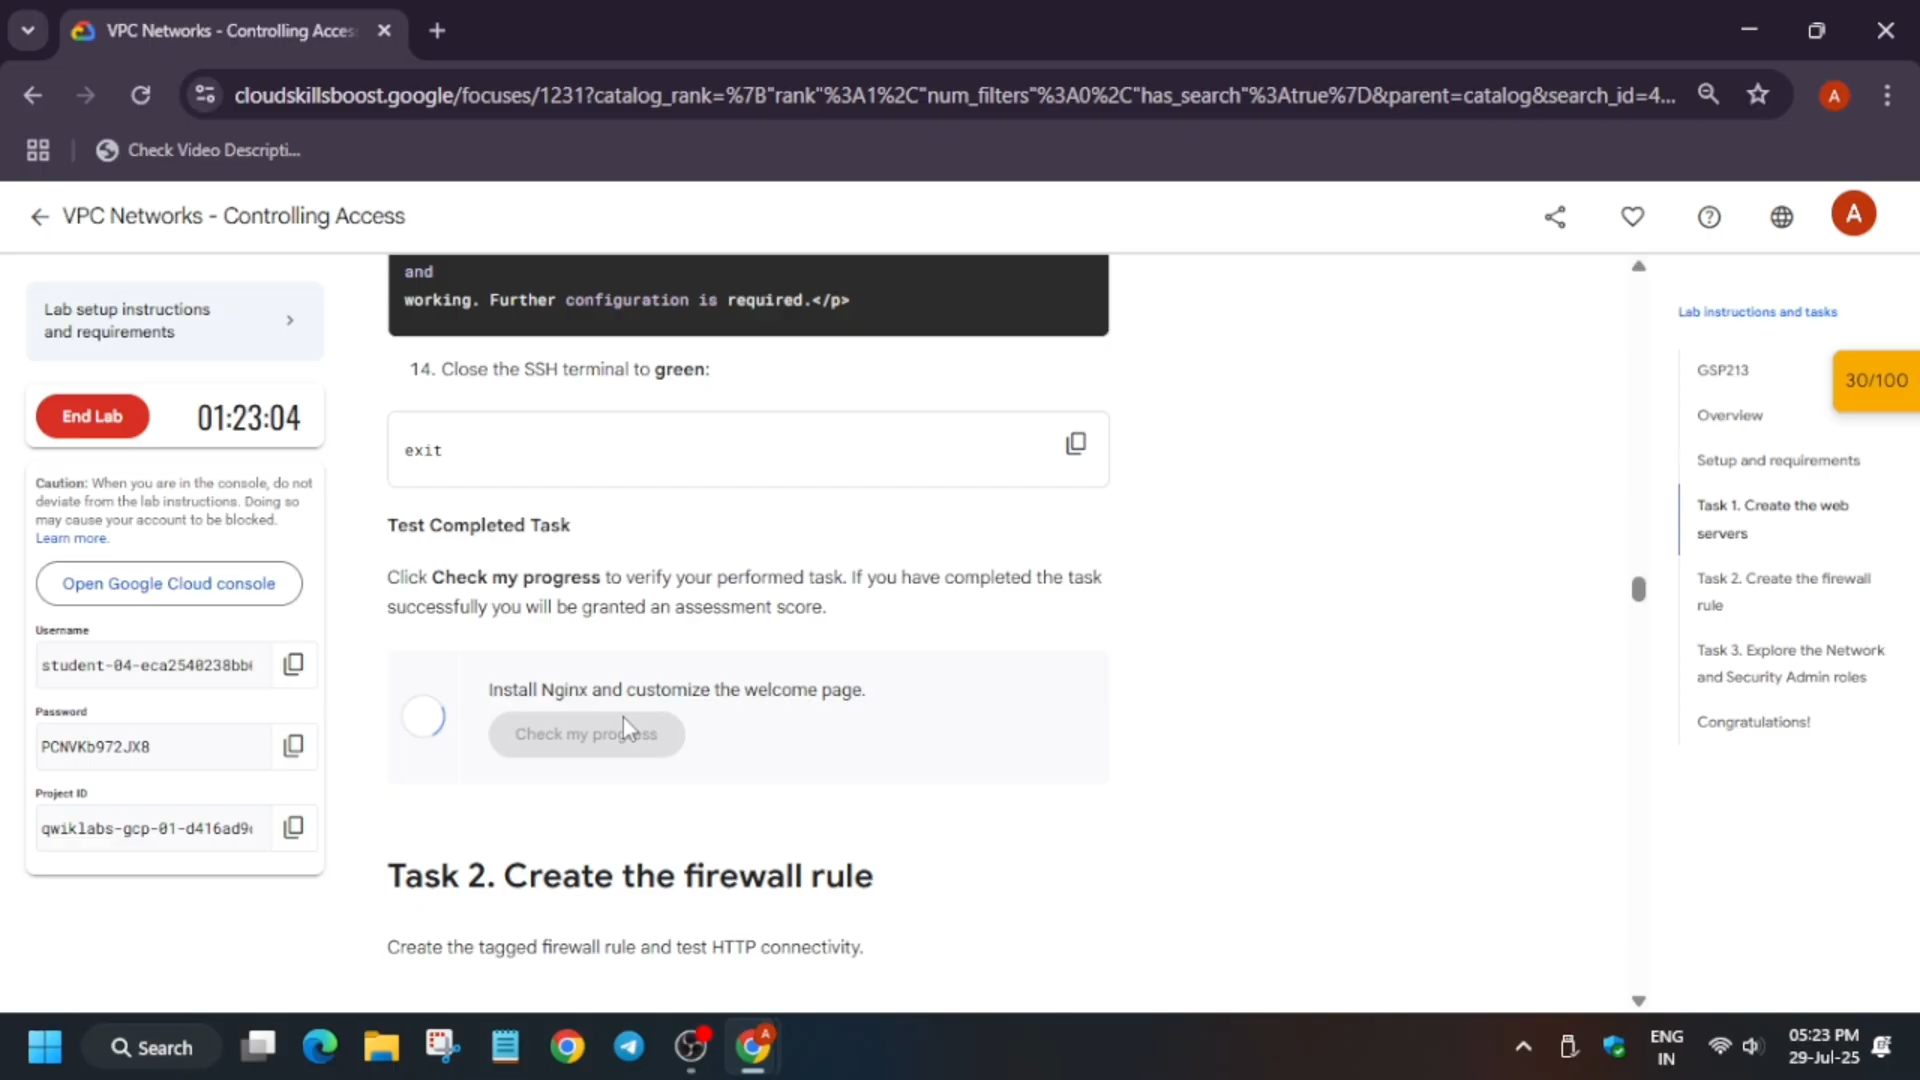 VPC Networks - Controlling Acces
cloudskillsboost.google/focuses/1231?catalog_rank=%7B"rank"%3A1%2C"num_filters"%3A0%2C"has_search"%3Atrue%7D&parent=catalog&search_id=4...
A
Check Video Descripti...
VPC Networks - Controlling Access
A
Lab setup instructions
and requirements
End Lab
01:23:04
Caution: When you are in the console, do not
deviate from the lab instructions. Doing so
may cause your account to be blocked.
Learn more.
Open Google Cloud console
Username
student-04-eca2540238bb
Password
PCNVKb972JX8
Project ID
qwiklabs-gcp-01-d416ad9
and
working. Further configuration is required.</p>
14. Close the SSH terminal to green:
exit
Test Completed Task
Click Check my progress to verify your performed task. If you have completed the task
successfully you will be granted an assessment score.
Install Nginx and customize the welcome page.
Check my progress
Task 2. Create the firewall rule
Create the tagged firewall rule and test HTTP connectivity.
Lab instructions and tasks
GSP213
30/100
Overview
Setup and requirements
Task 1. Create the web
servers
Task 2. Create the firewall
rule
Task 3. Explore the Network
and Security Admin roles
Congratulations!
Search
A
ENG
IN
05:23 PM
29-Jul-25